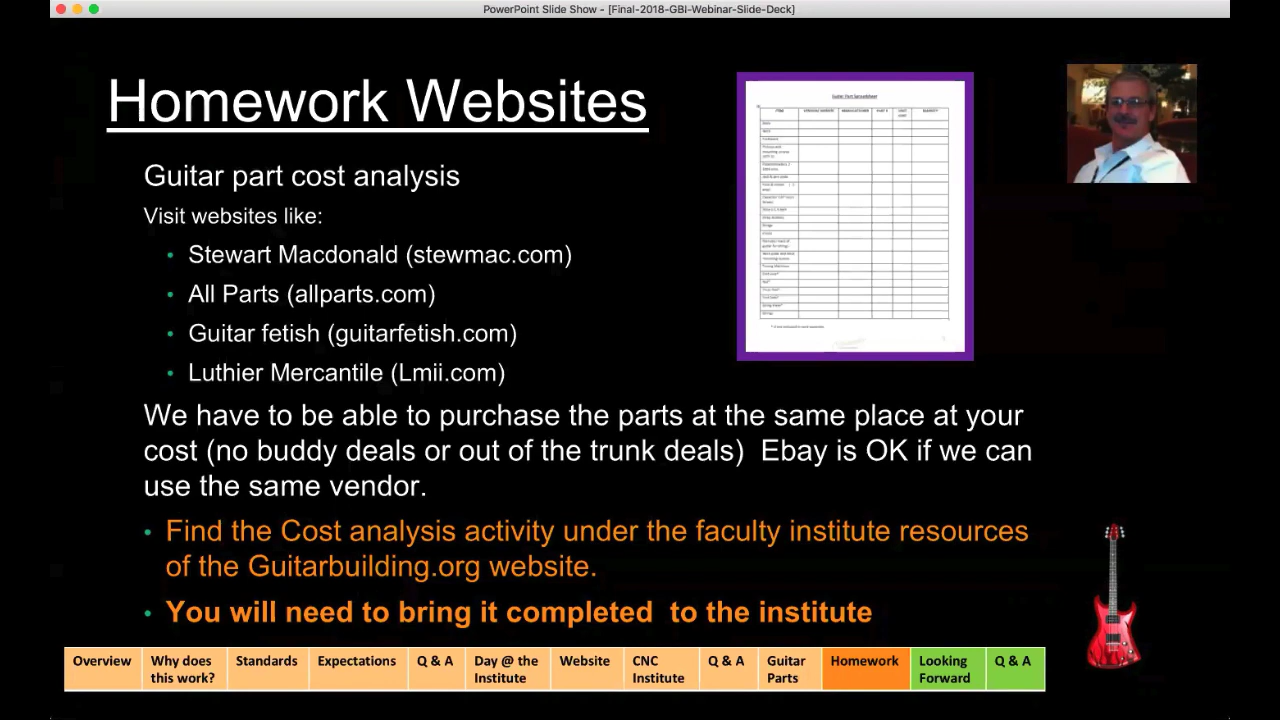 PowerPoint Slide Show - [Final-2018-GBI-Webinar-Slide-Deck]
Homework Websites
Guitar part cost analysis
Visit websites like:
• Stewart Macdonald (stewmac.com)
• All Parts (allparts.com)
• Guitar fetish (guitarfetish.com)
• Luthier Mercantile (Lmii.com)
We have to be able to purchase the parts at the same place at your
cost (no buddy deals or out of the trunk deals)  Ebay is OK if we can
use the same vendor.
• Find the Cost analysis activity under the faculty institute resources
of the Guitarbuilding.org website.
• You will need to bring it completed  to the institute
Guitar Part Spreadsheet
Overview
Why does
this work?
Standards
Expectations
Q & A
Day @ the
Institute
Website
CNC
Institute
Q & A
Guitar
Parts
Homework
Looking
Forward
Q & A